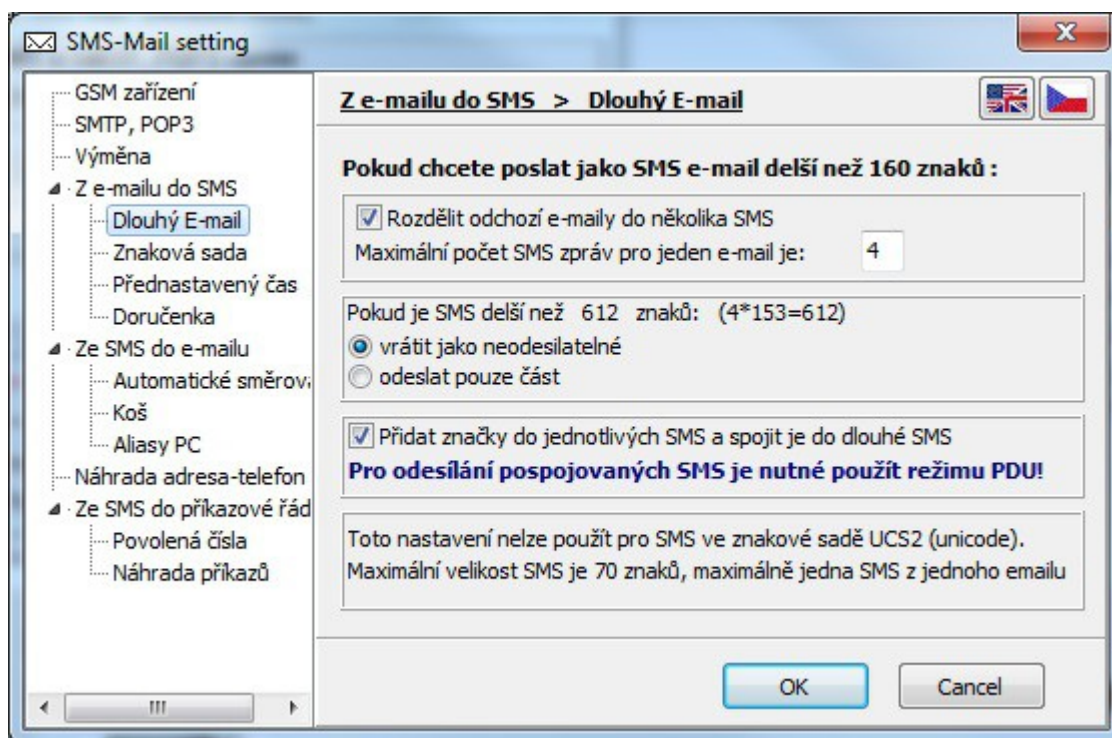 SMS-Mail setting
GSM zařízení
SMTP, POP3
Výměna
Z e-mailu do SMS
Dlouhý E-mail
Znaková sada
Přednastavený čas
Doručenka
Ze SMS do e-mailu
Automatické směrova
Koš
Aliasy PC
Náhrada adresa-telefon
Ze SMS do příkazové řád
Povolená čísla
Náhrada příkazů
Z e-mailu do SMS > Dlouhý E-mail
Pokud chcete poslat jako SMS e-mail delší než 160 znaků :
Rozdělit odchozí e-maily do několika SMS
Maximální počet SMS zpráv pro jeden e-mail je: 4
Pokud je SMS delší než 612 znaků: (4*153=612)
vrátit jako neodesilatelné
odeslat pouze část
Přidat značky do jednotlivých SMS a spojit je do dlouhé SMS
Pro odesílání pospojovaných SMS je nutné použít režimu PDU!
Toto nastavení nelze použít pro SMS ve znakové sadě UCS2 (unicode).
Maximální velikost SMS je 70 znaků, maximálně jedna SMS z jednoho emailu
OK Cancel